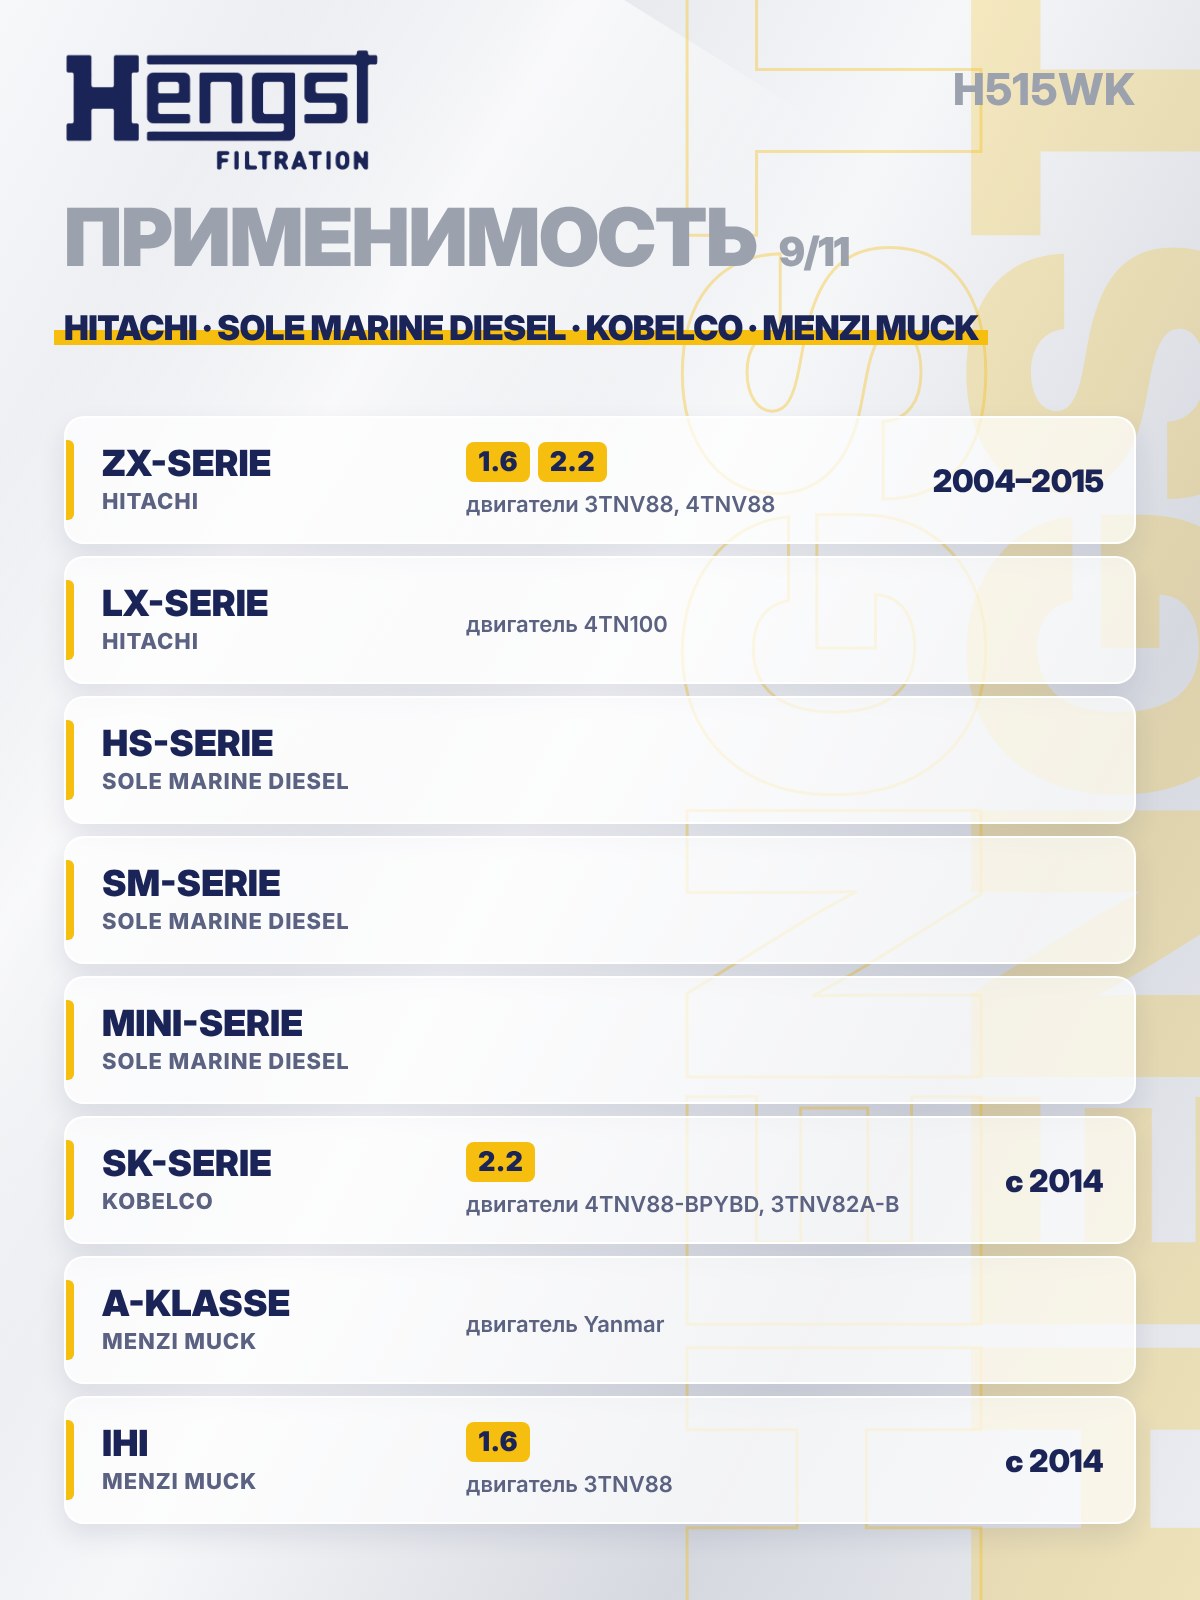 Hengst
FILTRATION
H515WK
ПРИМЕНИМОСТЬ 9/11
HITACHI · SOLE MARINE DIESEL · KOBELCO · MENZI MUCK
ZX-SERIE
HITACHI
1.6 2.2
двигатели 3TNV88, 4TNV88
2004–2015
LX-SERIE
HITACHI
двигатель 4TN100
HS-SERIE
SOLE MARINE DIESEL
SM-SERIE
SOLE MARINE DIESEL
MINI-SERIE
SOLE MARINE DIESEL
SK-SERIE
KOBELCO
2.2
двигатели 4TNV88-BPYBD, 3TNV82A-B
с 2014
A-KLASSE
MENZI MUCK
двигатель Yanmar
IHI
MENZI MUCK
1.6
двигатель 3TNV88
с 2014
HENGST
HENGST